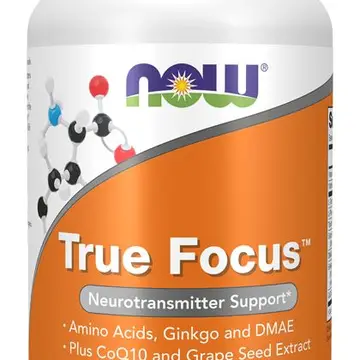 now®
True Focus™
Neurotransmitter Support*
• Amino Acids, Ginkgo and DMAE
• Plus CoQ10 and Grape Seed Extract